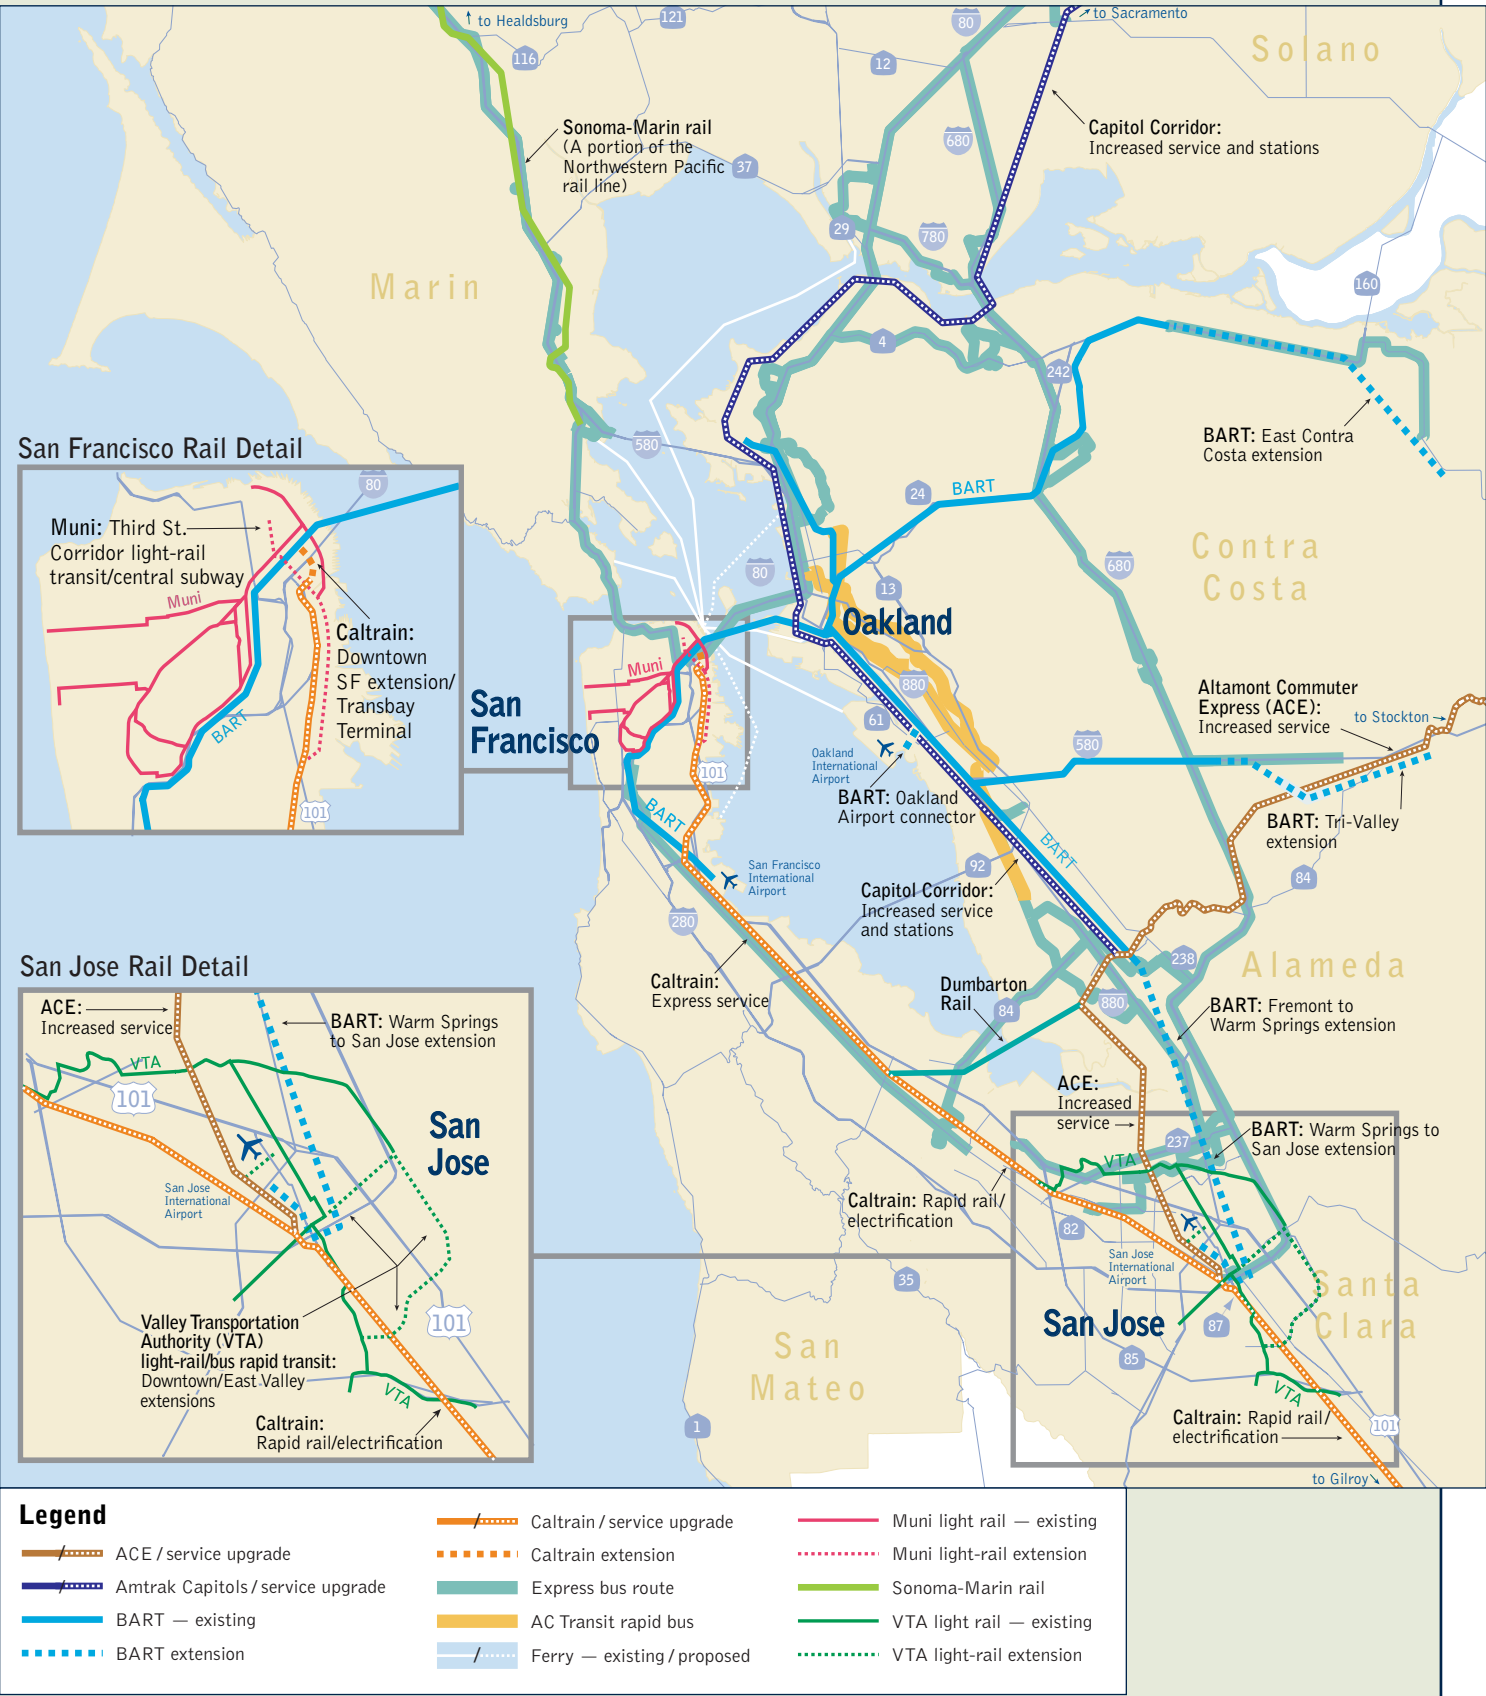 to Healdsburg
121
80
to Sacramento
Solano
116
12
Sonoma-Marin rail
(A portion of the
Northwestern Pacific
rail line)
37
680
Capitol Corridor:
Increased service and stations
29
780
Marin
160
4
242
San Francisco Rail Detail
580
BART: East Contra
Costa extension
80
Muni: Third St.
Corridor light-rail
transit/central subway
Muni
Caltrain:
Downtown
SF extension/
Transbay
Terminal
BART
101
24
BART
Contra
Costa
680
80
13
Oakland
Muni
San
Francisco
880
61
101
BART
Oakland
International
Airport
BART: Oakland
Airport connector
580
Altamont Commuter
Express (ACE):
Increased service
to Stockton
BART: Tri-Valley
extension
84
BART
92
San Francisco
International
Airport
Capitol Corridor:
Increased service
and stations
280
Caltrain:
Express service
238
Alameda
Dumbarton
Rail
84
880
BART: Fremont to
Warm Springs extension
San Jose Rail Detail
ACE:
Increased service
BART: Warm Springs
to San Jose extension
VTA
101
San
Jose
San Jose
International
Airport
Valley Transportation
Authority (VTA)
light-rail/bus rapid transit:
Downtown/East Valley
extensions
101
VTA
Caltrain:
Rapid rail/electrification
ACE:
Increased
service
237
BART: Warm Springs to
San Jose extension
VTA
Caltrain: Rapid rail/
electrification
82
San Jose
International
Airport
35
Santa
Clara
San Jose
87
San
Mateo
85
VTA
1
Caltrain: Rapid rail/
electrification
101
to Gilroy
Legend
ACE / service upgrade
Amtrak Capitols / service upgrade
BART — existing
BART extension
Caltrain / service upgrade
Caltrain extension
Express bus route
AC Transit rapid bus
Ferry — existing / proposed
Muni light rail — existing
Muni light-rail extension
Sonoma-Marin rail
VTA light rail — existing
VTA light-rail extension